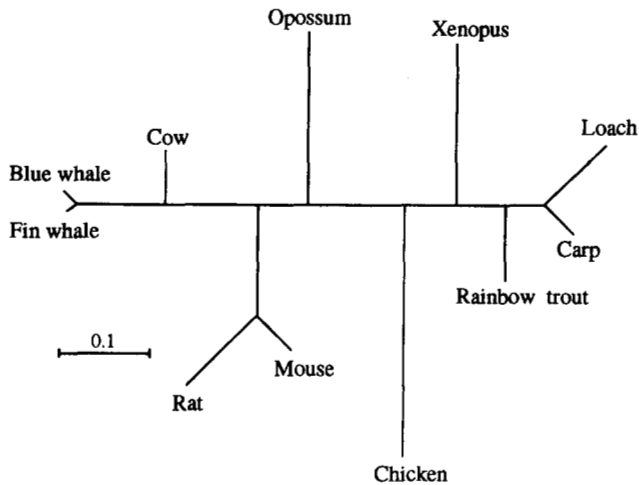 Opossum
Xenopus
Loach
Cow
Blue whale
Fin whale
Carp
Rainbow trout
0.1
Mouse
Rat
Chicken